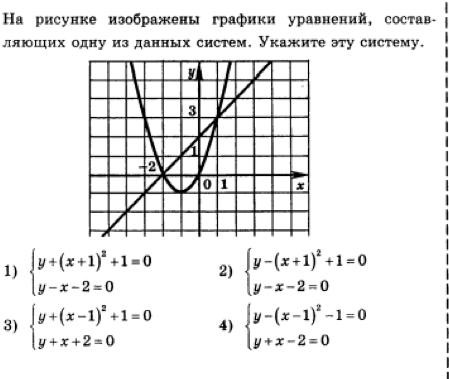 На рисунке изображены графики уравнений, состав-
ляющих одну из данных систем. Укажите эту систему.
y
3
1
−2
0 1
x
1) {y+(x+1)²+1=0
y−x−2=0
2) {y−(x+1)²+1=0
y−x−2=0
3) {y+(x−1)²+1=0
y+x+2=0
4) {y−(x−1)²−1=0
y+x−2=0